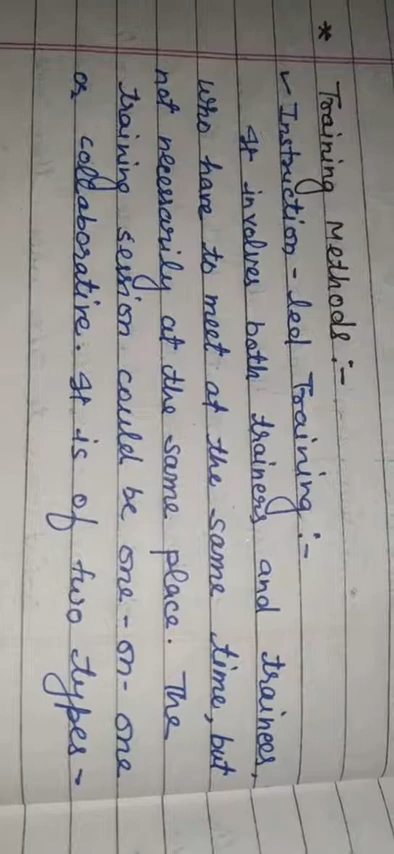 * Training Methods :-
✓ Instruction - led Training :-
It involves both trainers and trainees,
who have to meet at the same time, but
not necessarily at the same place. The
training session could be one - on - one
or collaborative. It is of two types -